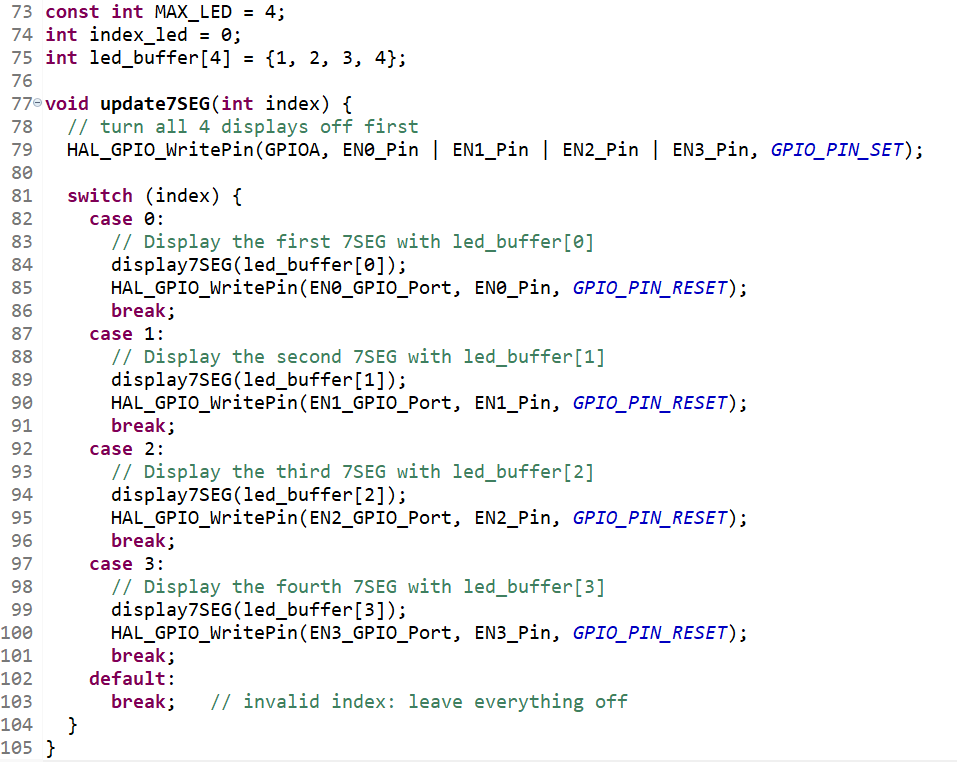 73 const int MAX_LED = 4;
74 int index_led = 0;
75 int led_buffer[4] = {1, 2, 3, 4};
76
77 void update7SEG(int index) {
78   // turn all 4 displays off first
79   HAL_GPIO_WritePin(GPIOA, EN0_Pin | EN1_Pin | EN2_Pin | EN3_Pin, GPIO_PIN_SET);
80
81   switch (index) {
82     case 0:
83       // Display the first 7SEG with led_buffer[0]
84       display7SEG(led_buffer[0]);
85       HAL_GPIO_WritePin(EN0_GPIO_Port, EN0_Pin, GPIO_PIN_RESET);
86       break;
87     case 1:
88       // Display the second 7SEG with led_buffer[1]
89       display7SEG(led_buffer[1]);
90       HAL_GPIO_WritePin(EN1_GPIO_Port, EN1_Pin, GPIO_PIN_RESET);
91       break;
92     case 2:
93       // Display the third 7SEG with led_buffer[2]
94       display7SEG(led_buffer[2]);
95       HAL_GPIO_WritePin(EN2_GPIO_Port, EN2_Pin, GPIO_PIN_RESET);
96       break;
97     case 3:
98       // Display the fourth 7SEG with led_buffer[3]
99       display7SEG(led_buffer[3]);
100       HAL_GPIO_WritePin(EN3_GPIO_Port, EN3_Pin, GPIO_PIN_RESET);
101       break;
102     default:
103       break;   // invalid index: leave everything off
104   }
105 }